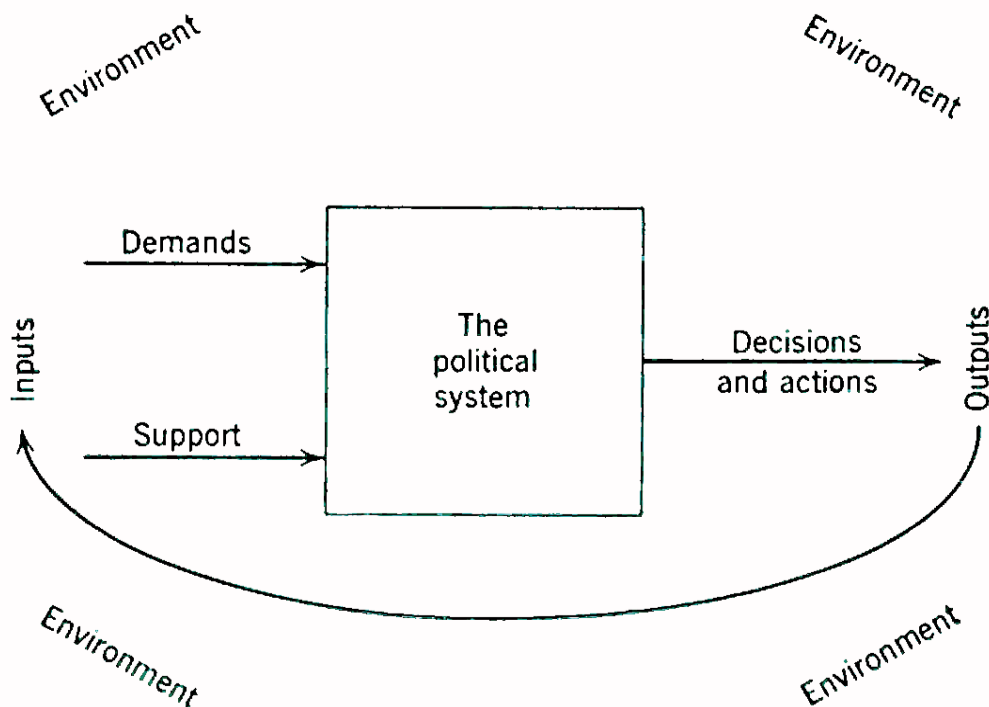 Environment
Environment
Demands
The
political
system
Inputs
Decisions
and actions
Outputs
Support
Environment
Environment